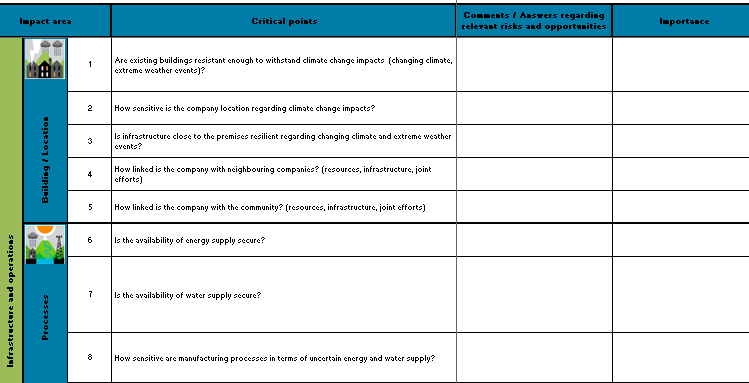 Impact area
Critical points
Comments / Answers regarding
relevant risks and opportunities
Importance
Infrastructure and operations
Building / Location
1
Are existing buildings resistant enough to withstand climate change impacts (changing climate,
extreme weather events)?
2
How sensitive is the company location regarding climate change impacts?
3
Is infrastructure close to the premises resilient regarding changing climate and extreme weather
events?
4
How linked is the company with neighbouring companies? (resources, infrastructure, joint
efforts)
5
How linked is the company with the community? (resources, infrastructure, joint efforts)
Processes
6
Is the availability of energy supply secure?
7
Is the availability of water supply secure?
8
How sensitive are manufacturing processes in terms of uncertain energy and water supply?